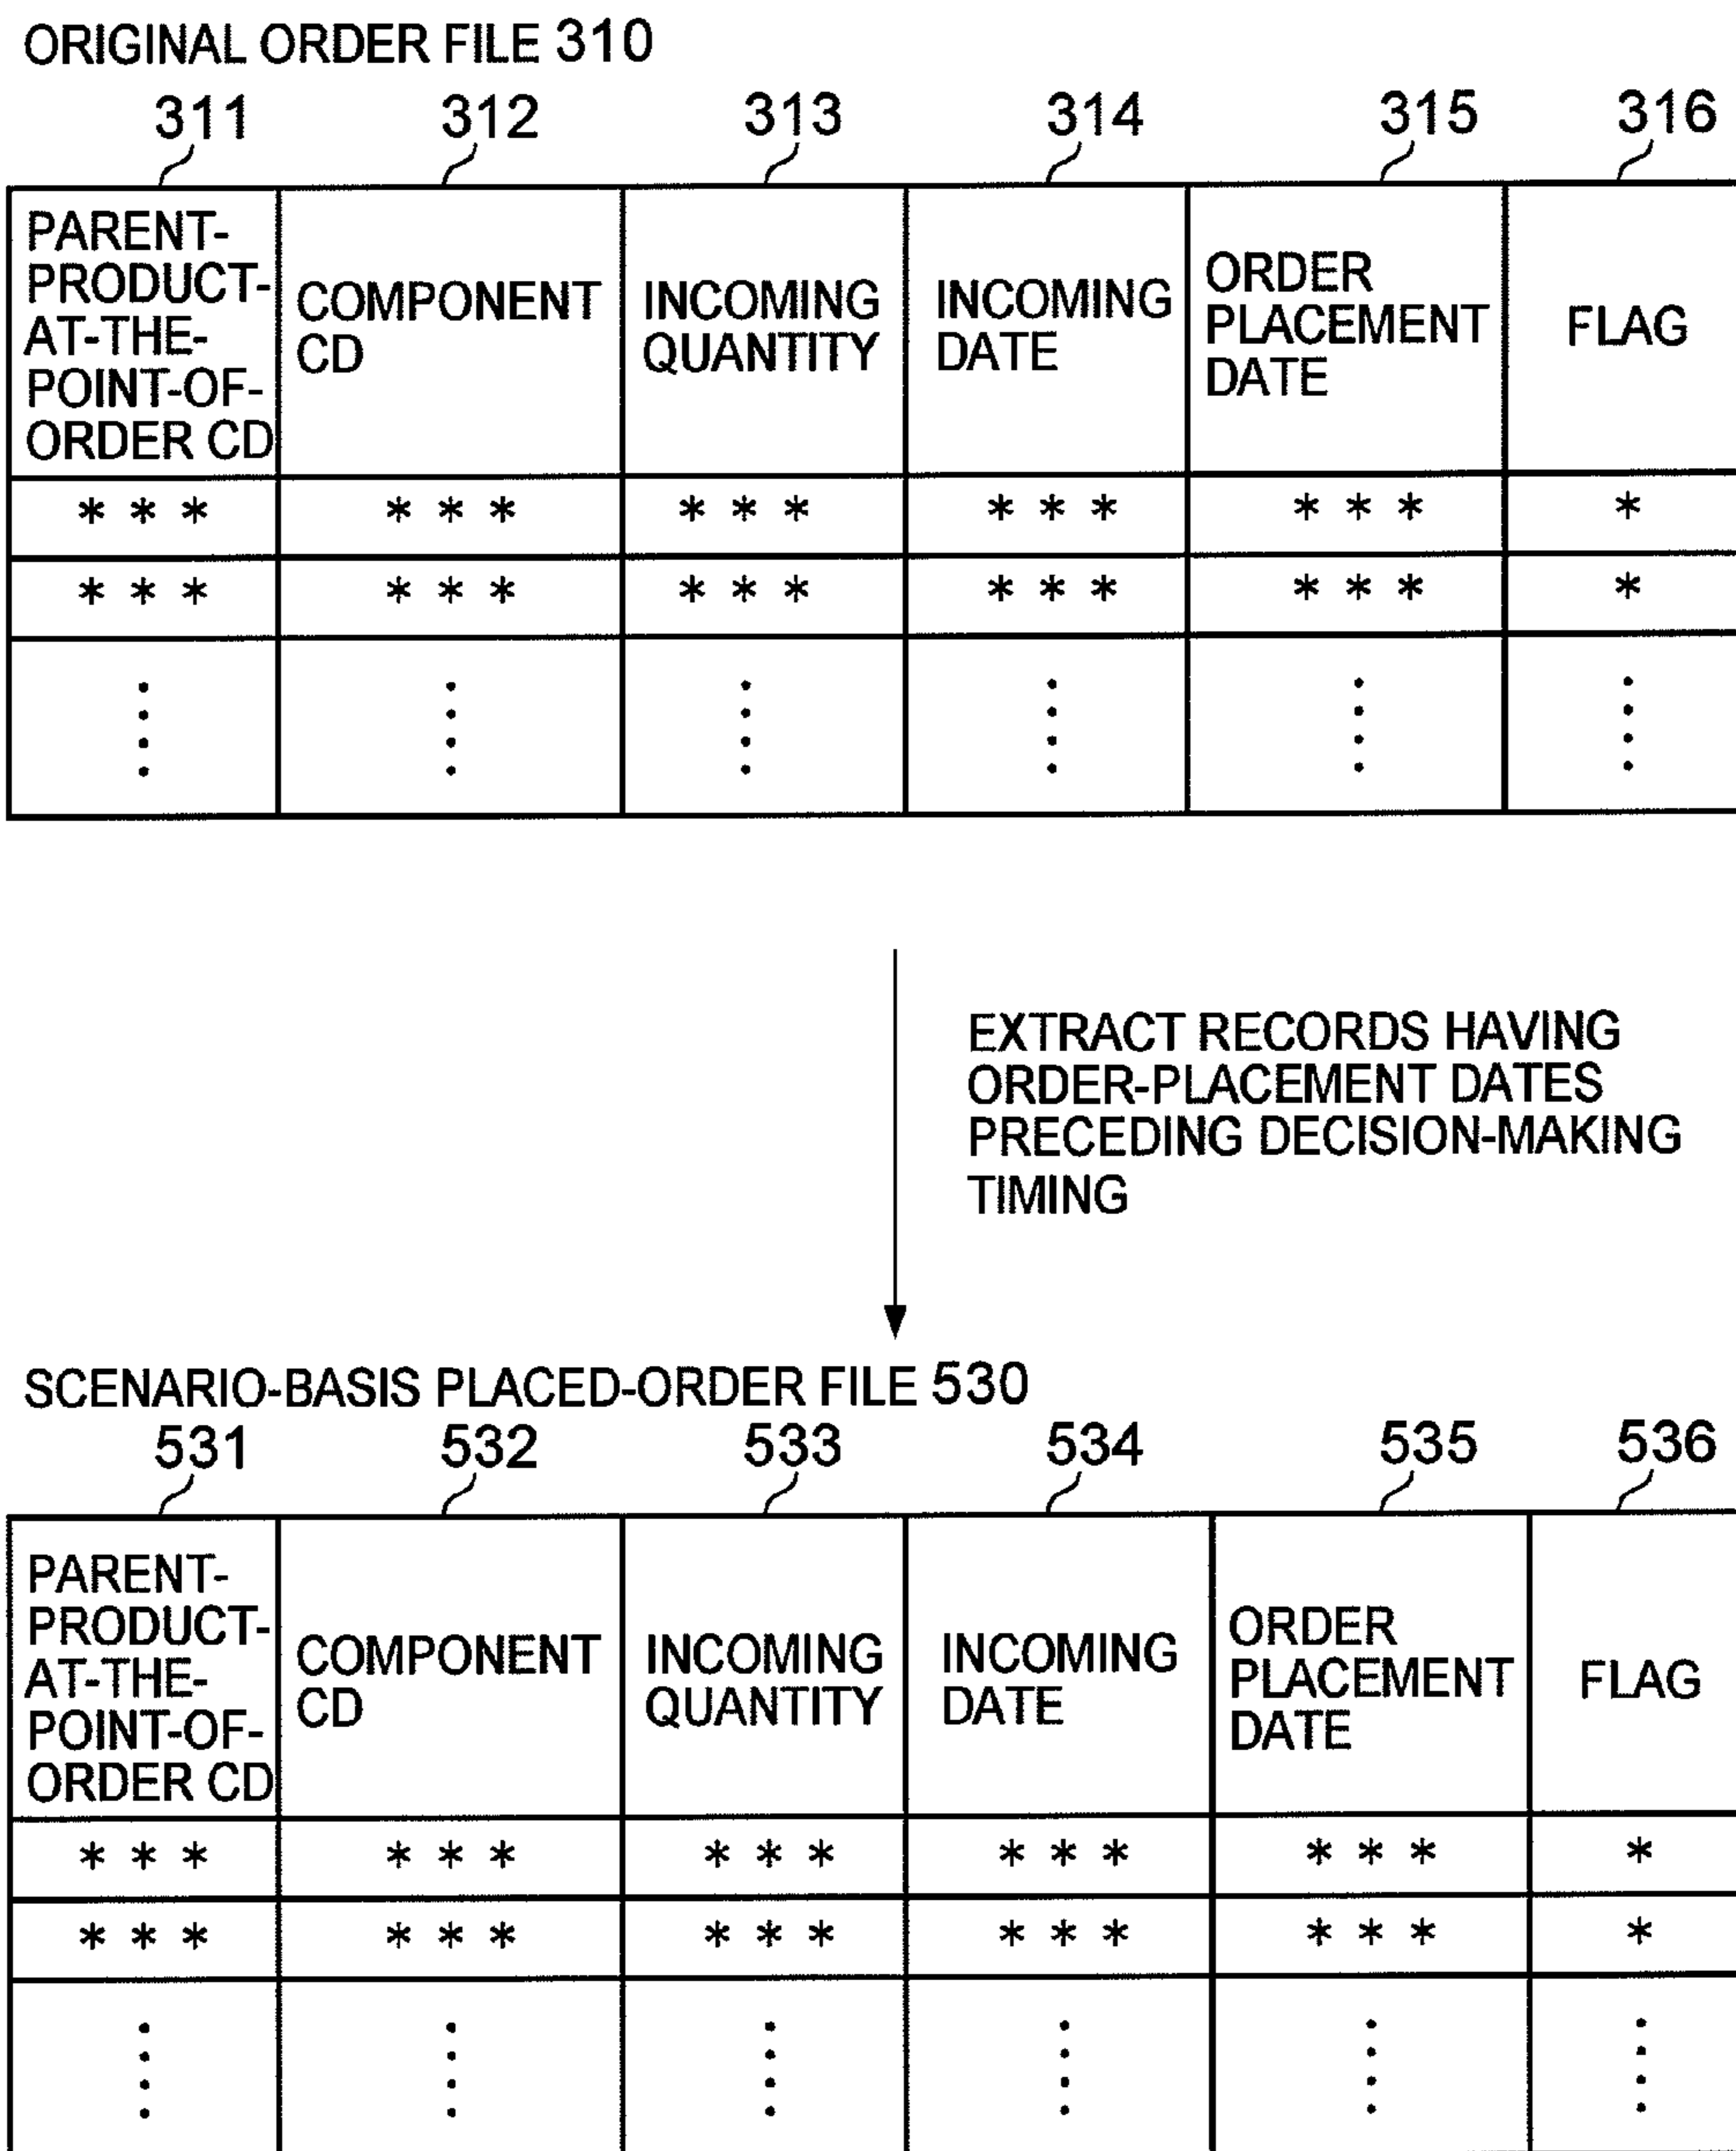 ORIGINAL ORDER FILE 310
311 312 313 314 315 316
PARENT-
PRODUCT-
AT-THE-
POINT-OF-
ORDER CD
COMPONENT
CD
INCOMING
QUANTITY
INCOMING
DATE
ORDER
PLACEMENT
DATE
FLAG
* * * * * * * * * * * * * * * *
* * * * * * * * * * * * * * * *
EXTRACT RECORDS HAVING
ORDER-PLACEMENT DATES
PRECEDING DECISION-MAKING
TIMING
SCENARIO-BASIS PLACED-ORDER FILE 530
531 532 533 534 535 536
PARENT-
PRODUCT-
AT-THE-
POINT-OF-
ORDER CD
COMPONENT
CD
INCOMING
QUANTITY
INCOMING
DATE
ORDER
PLACEMENT
DATE
FLAG
* * * * * * * * * * * * * * * *
* * * * * * * * * * * * * * * *